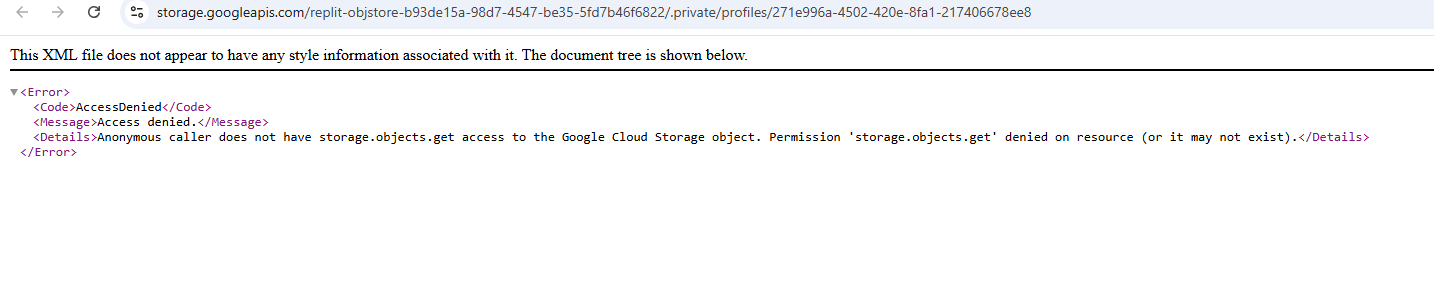 storage.googleapis.com/replit-objstore-b93de15a-98d7-4547-be35-5fd7b46f6822/.private/profiles/271e996a-4502-420e-8fa1-217406678ee8
This XML file does not appear to have any style information associated with it. The document tree is shown below.
<Error>
<Code>AccessDenied</Code>
<Message>Access denied.</Message>
<Details>Anonymous caller does not have storage.objects.get access to the Google Cloud Storage object. Permission 'storage.objects.get' denied on resource (or it may not exist).</Details>
</Error>